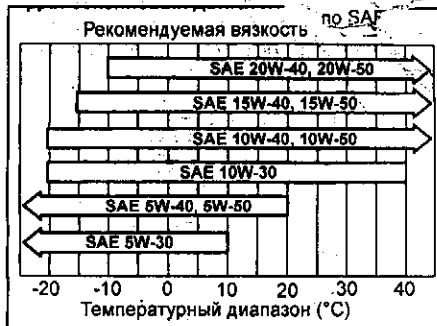 Рекомендуемая вязкость по SAE
SAE 20W-40, 20W-50
SAE 15W-40, 15W-50
SAE 10W-40, 10W-50
SAE 10W-30
SAE 5W-40, 5W-50
SAE 5W-30
-20 -10 0 10 20 30 40
Температурный диапазон (°C)